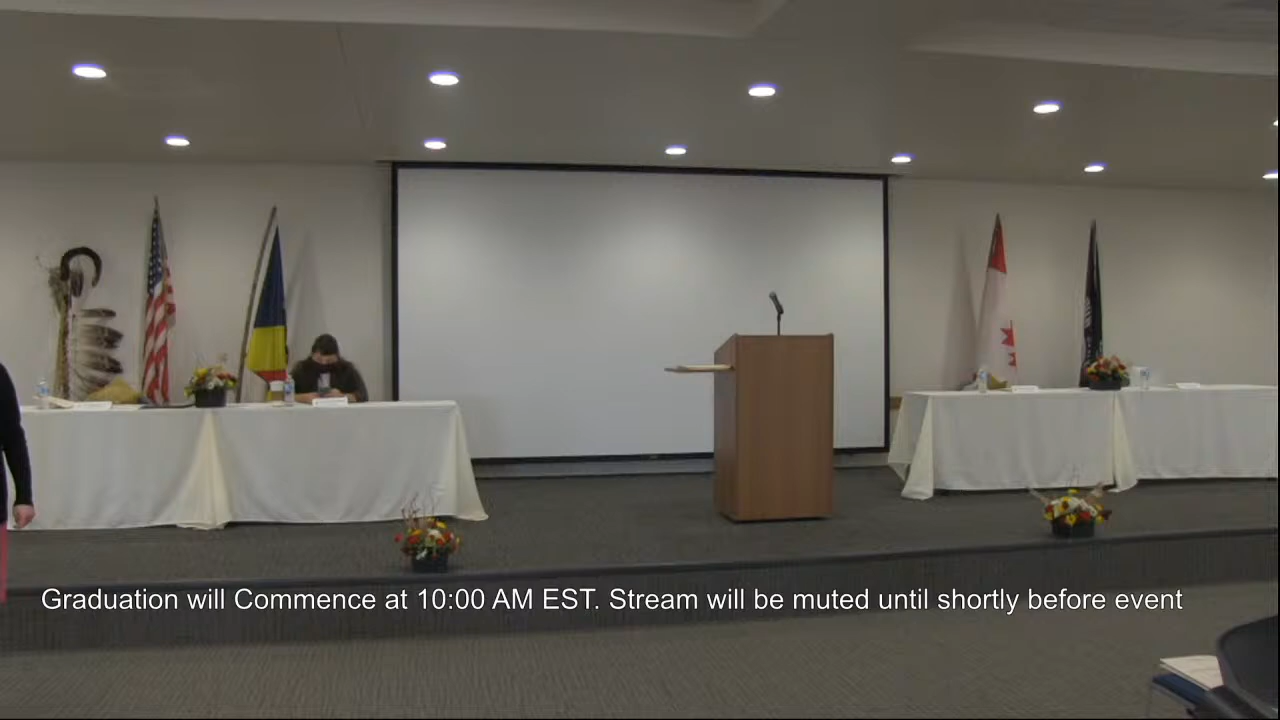 Graduation will Commence at 10:00 AM EST. Stream will be muted until shortly before event